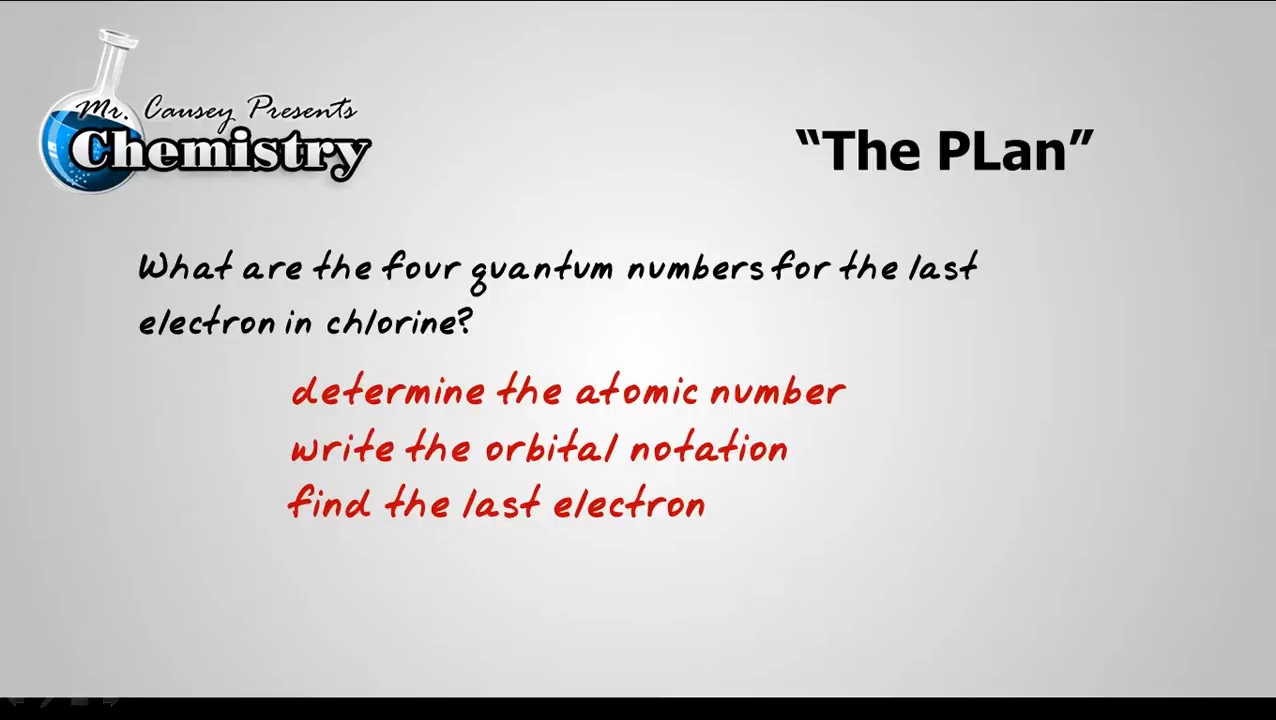 Mr. Causey Presents
Chemistry
"The PLan"
What are the four quantum numbers for the last
electron in chlorine?
determine the atomic number
write the orbital notation
find the last electron